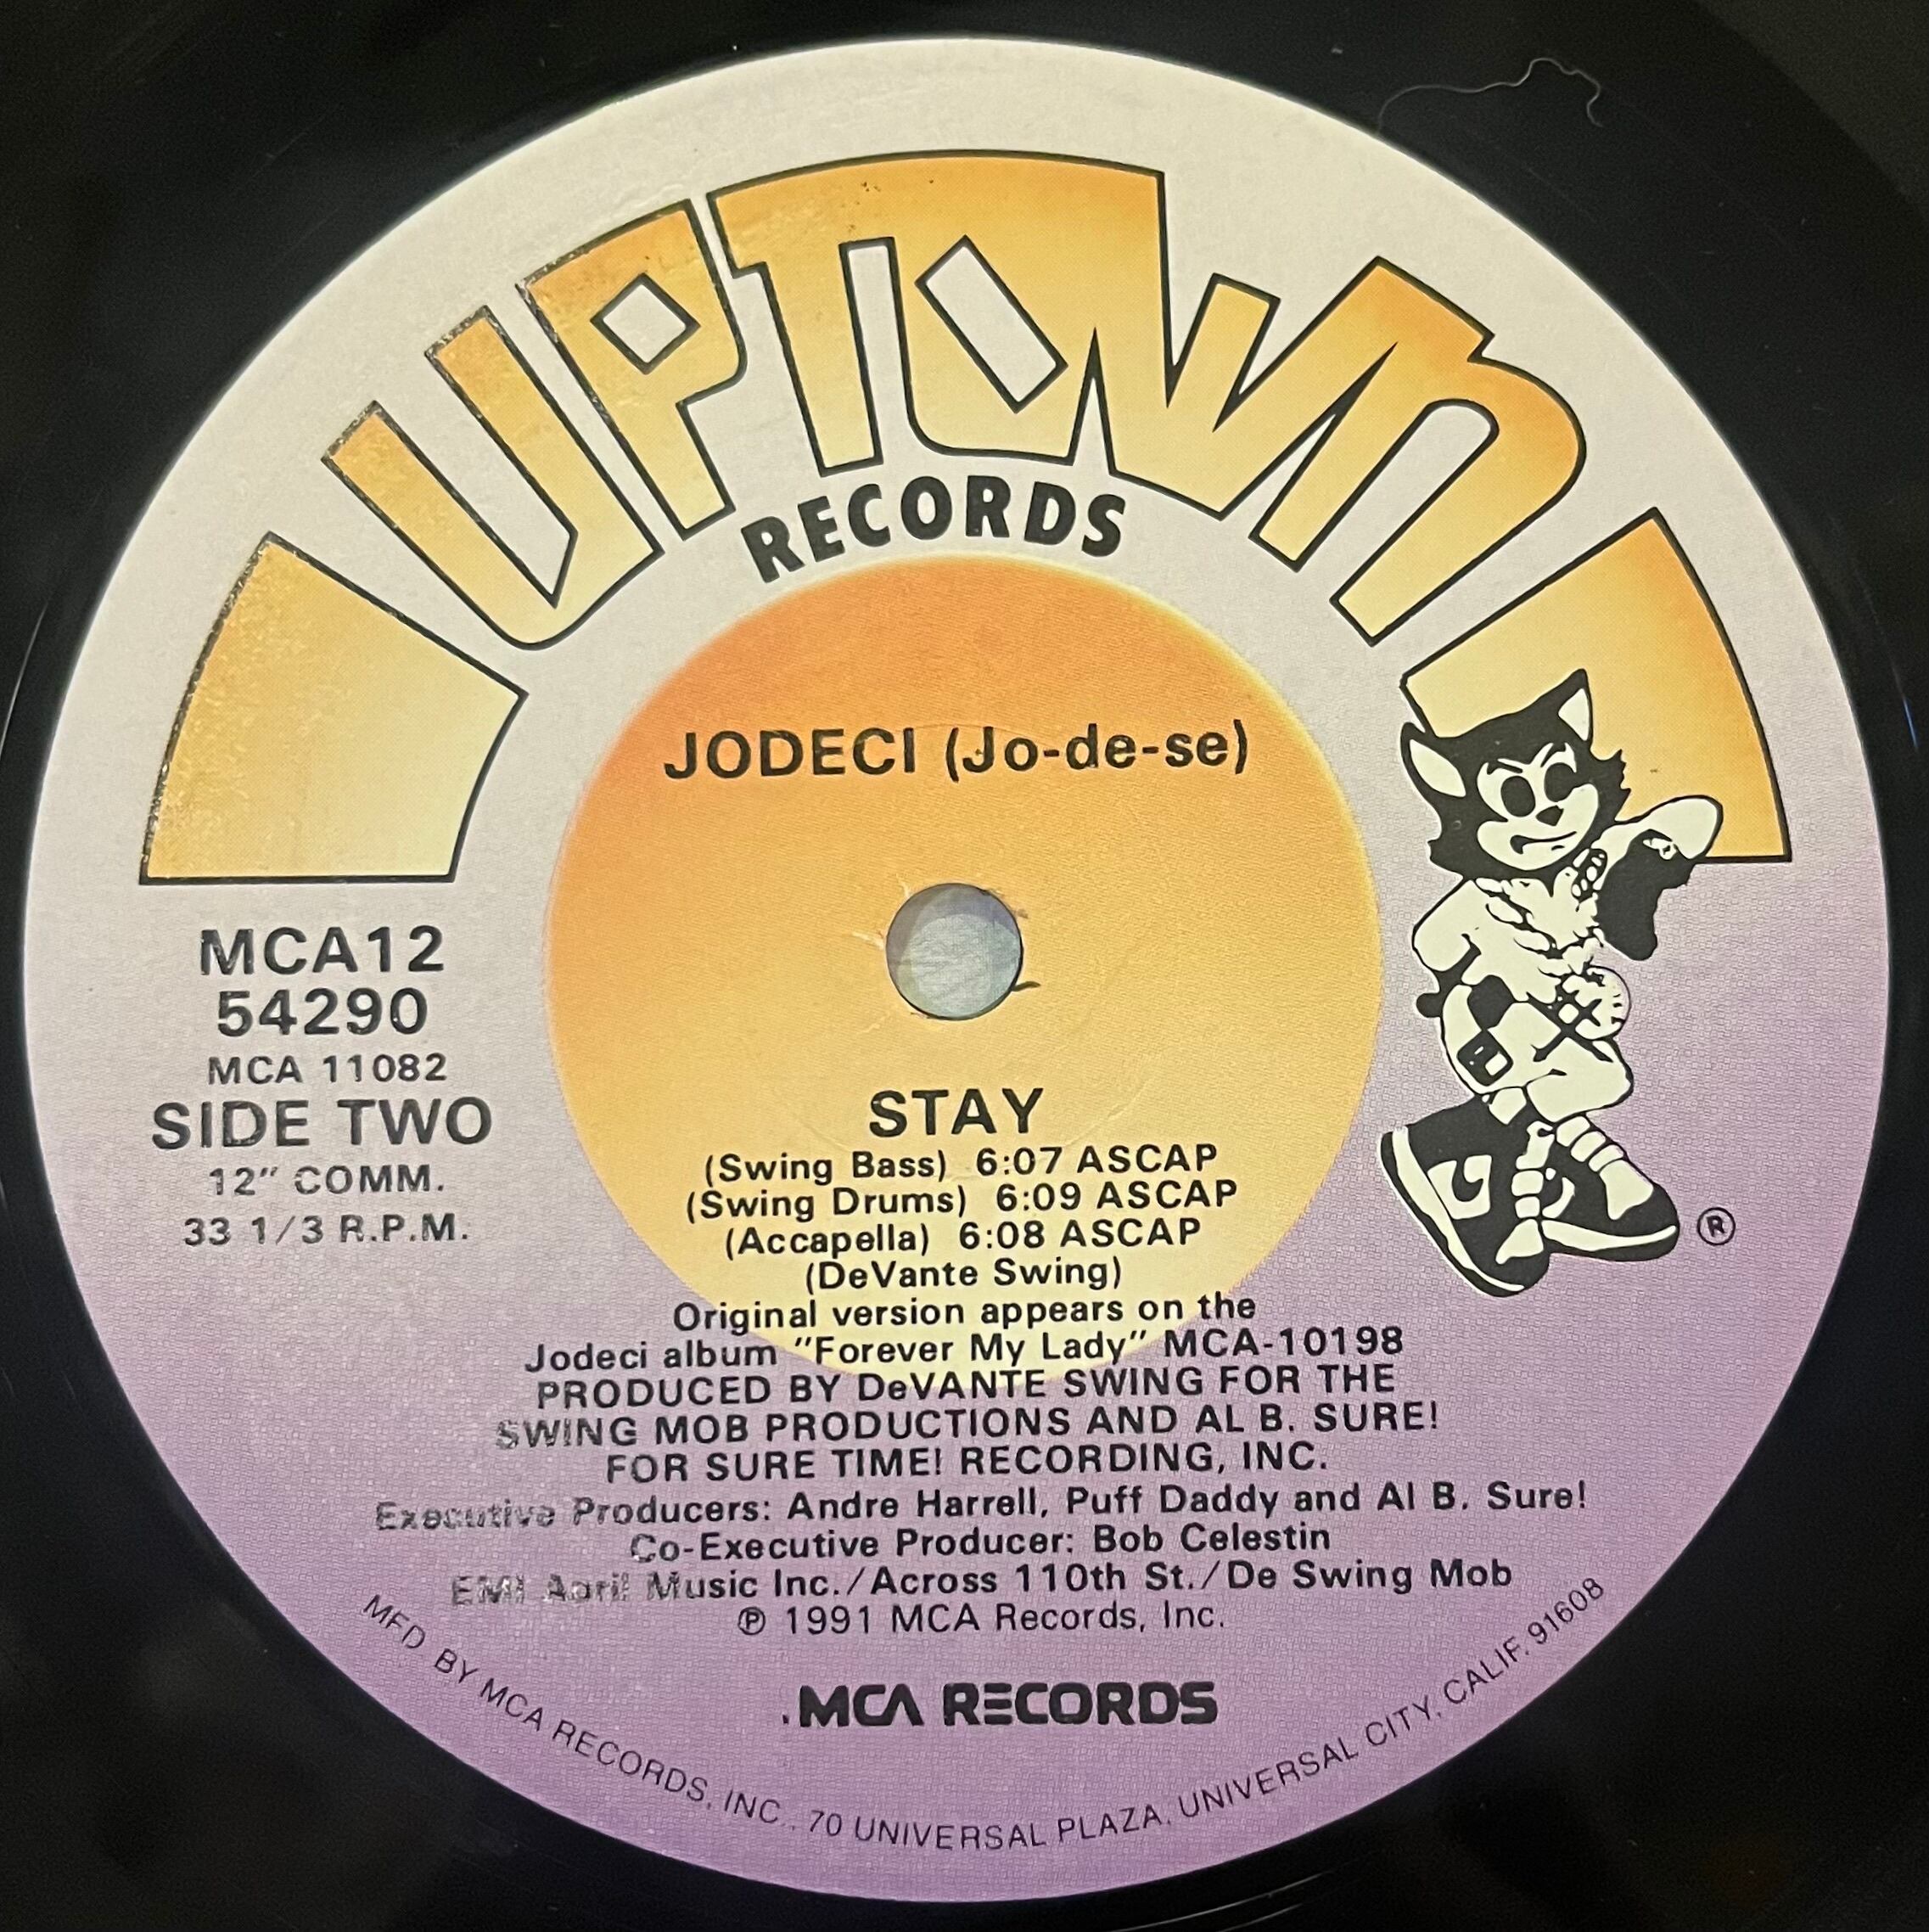 UPTOWN
RECORDS
JODECI (Jo-de-se)
MCA12
54290
MCA 11082
SIDE TWO
12" COMM.
33 1/3 R.P.M.
STAY
(Swing Bass) 6:07 ASCAP
(Swing Drums) 6:09 ASCAP
(Accapella) 6:08 ASCAP
(DeVante Swing)
Original version appears on the
Jodeci album "Forever My Lady" MCA-10198
PRODUCED BY DeVANTE SWING FOR THE
SWING MOB PRODUCTIONS AND AL B. SURE!
FOR SURE TIME! RECORDING, INC.
Executive Producers: Andre Harrell, Puff Daddy and Al B. Sure!
Co-Executive Producer: Bob Celestin
EMI April Music Inc./Across 110th St./De Swing Mob
℗ 1991 MCA Records, Inc.
®
MCA RECORDS
MFD BY MCA RECORDS, INC., 70 UNIVERSAL PLAZA, UNIVERSAL CITY, CALIF. 91608